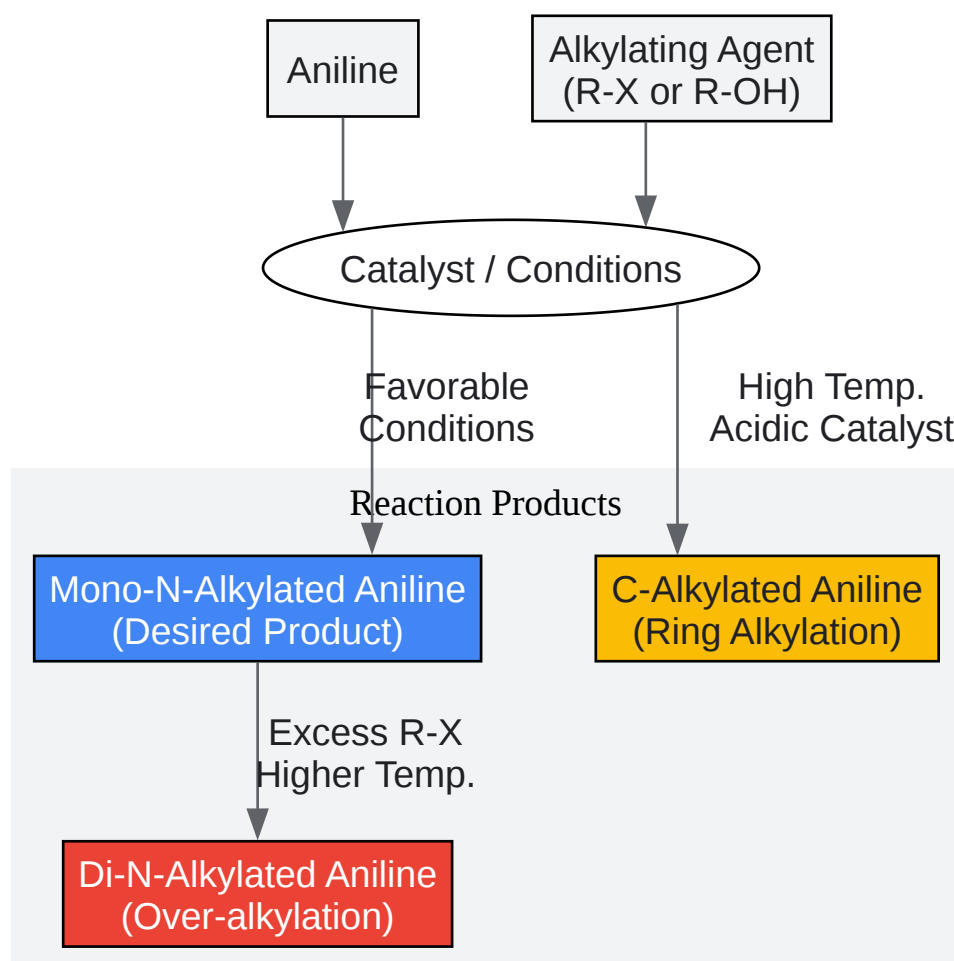 Aniline
Alkylating Agent
(R-X or R-OH)
Catalyst / Conditions
Favorable
Conditions
High Temp.
Acidic Catalyst
Reaction Products
Mono-N-Alkylated Aniline
(Desired Product)
C-Alkylated Aniline
(Ring Alkylation)
Excess R-X
Higher Temp.
Di-N-Alkylated Aniline
(Over-alkylation)